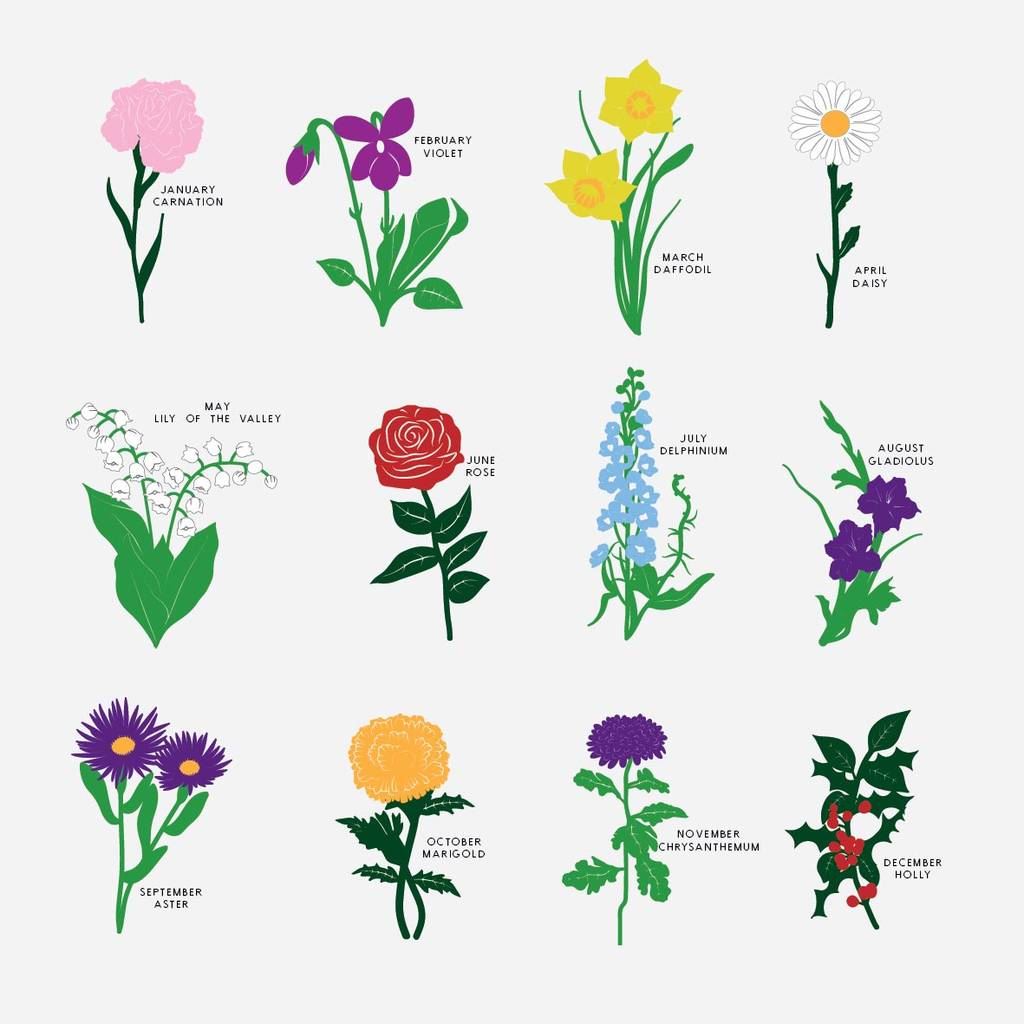 JANUARY
CARNATION
FEBRUARY
VIOLET
MARCH
DAFFODIL
APRIL
DAISY
MAY
LILY OF THE VALLEY
JUNE
ROSE
JULY
DELPHINIUM
AUGUST
GLADIOLUS
SEPTEMBER
ASTER
OCTOBER
MARIGOLD
NOVEMBER
CHRYSANTHEMUM
DECEMBER
HOLLY